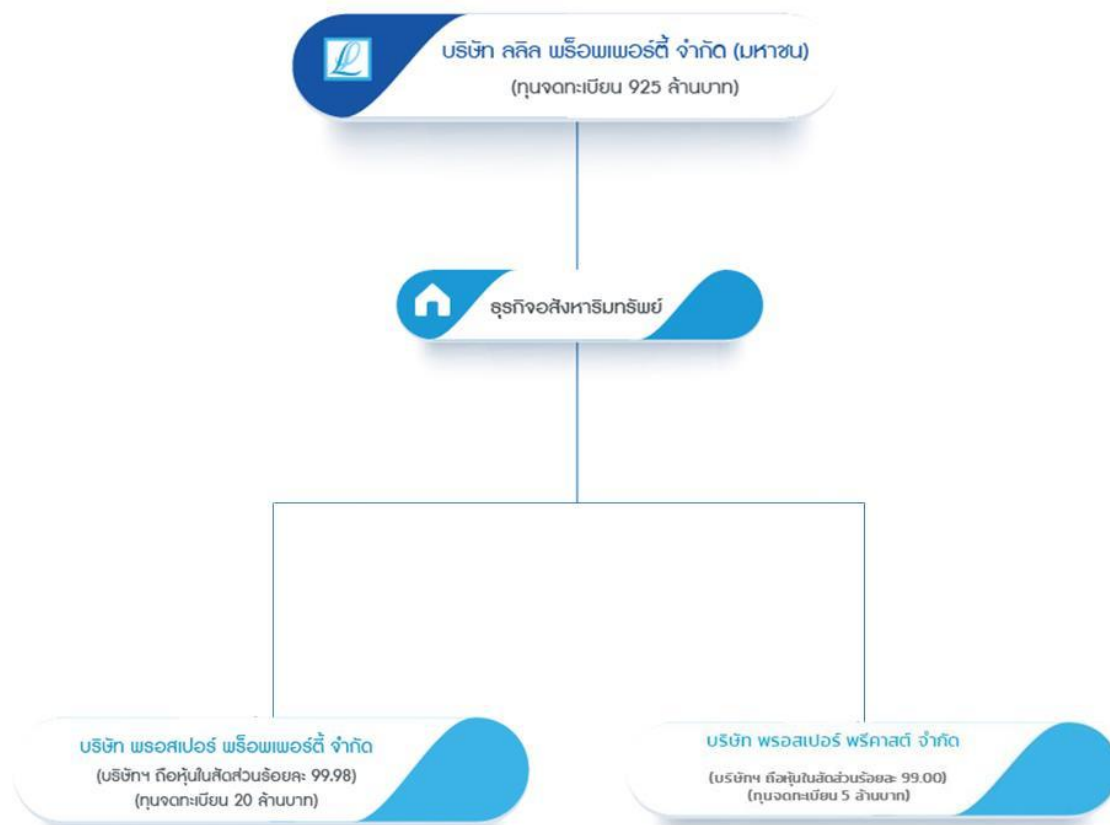 บริษัท ลลิล พร็อพเพอร์ตี้ จำกัด (มหาชน)
(ทุนจดทะเบียน 925 ล้านบาท)
ธุรกิจอสังหาริมทรัพย์
บริษัท พรอสเปอร์ พร็อพเพอร์ตี้ จำกัด
(บริษัทฯ ถือหุ้นในสัดส่วนร้อยละ 99.98)
(ทุนจดทะเบียน 20 ล้านบาท)
บริษัท พรอสเปอร์ พรีคาสต์ จำกัด
(บริษัทฯ ถือหุ้นในสัดส่วนร้อยละ 99.00)
(ทุนจดทะเบียน 5 ล้านบาท)